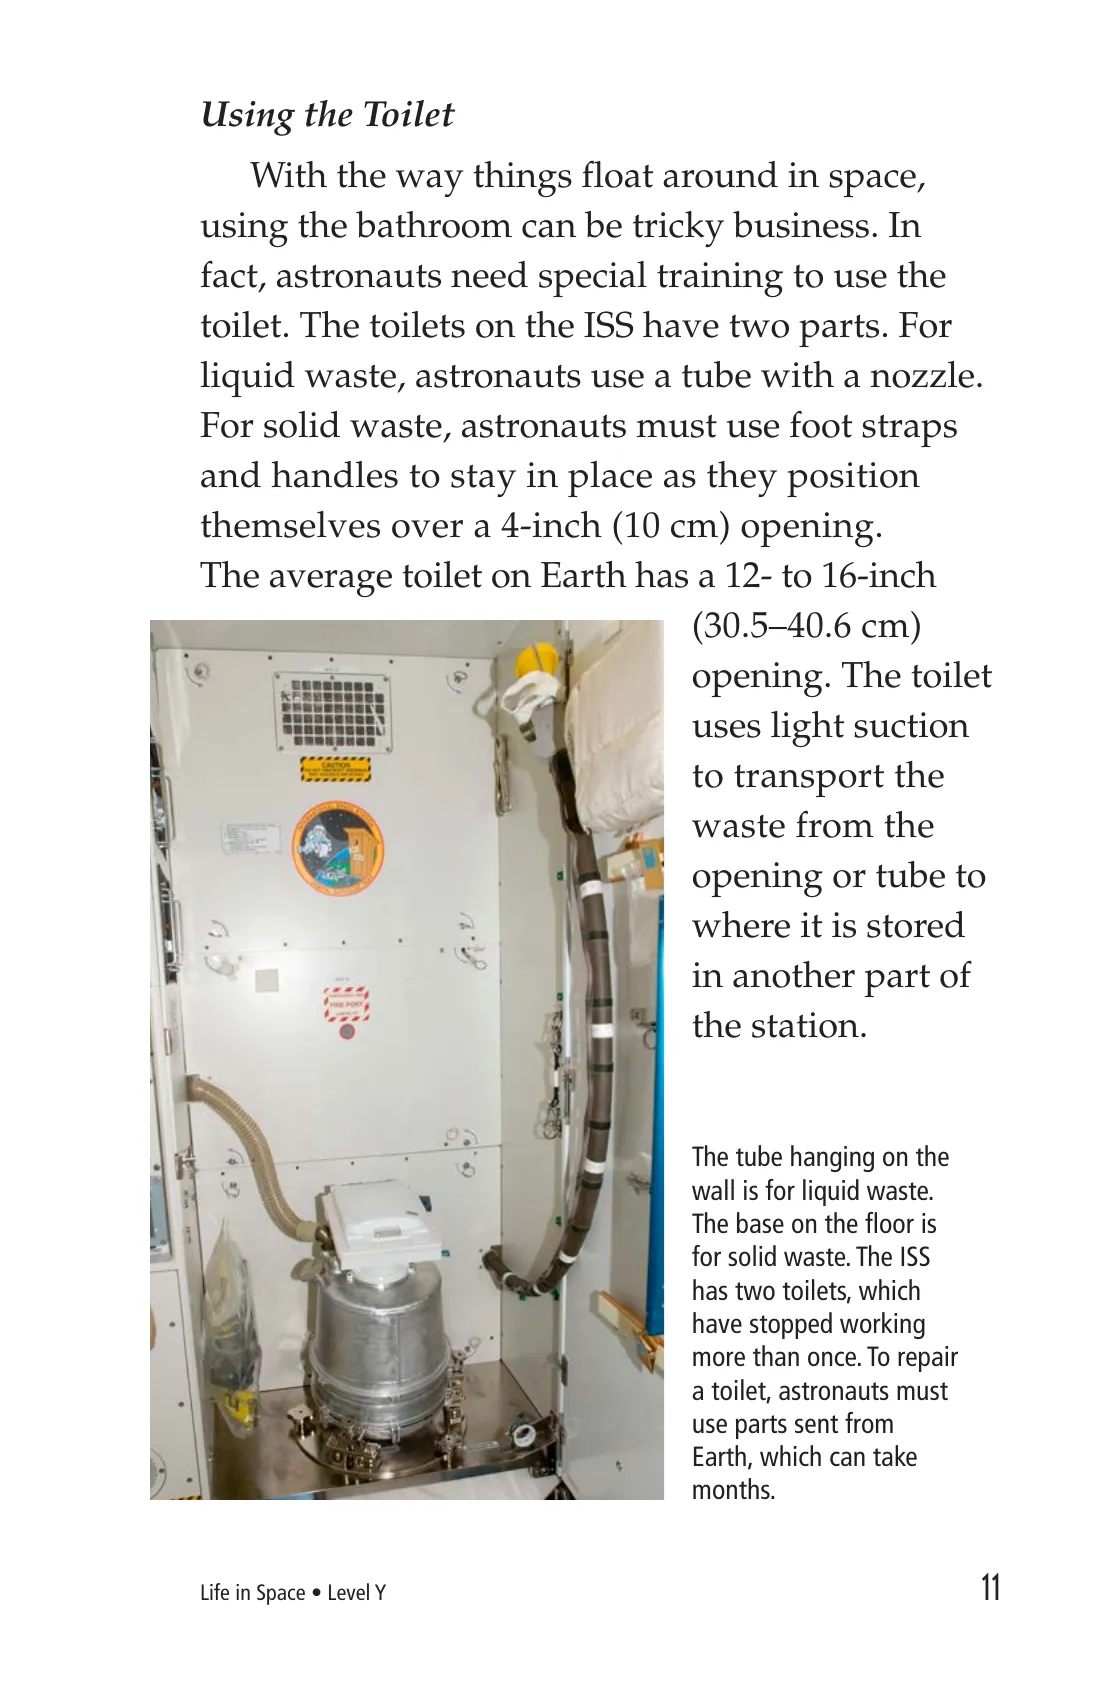 Using the Toilet
With the way things float around in space,
using the bathroom can be tricky business. In
fact, astronauts need special training to use the
toilet. The toilets on the ISS have two parts. For
liquid waste, astronauts use a tube with a nozzle.
For solid waste, astronauts must use foot straps
and handles to stay in place as they position
themselves over a 4-inch (10 cm) opening.
The average toilet on Earth has a 12- to 16-inch
(30.5–40.6 cm)
opening. The toilet
uses light suction
to transport the
waste from the
opening or tube to
where it is stored
in another part of
the station.
CAUTION
INTERNATIONAL SPACE STATION
FIRE PORT
The tube hanging on the
wall is for liquid waste.
The base on the floor is
for solid waste. The ISS
has two toilets, which
have stopped working
more than once. To repair
a toilet, astronauts must
use parts sent from
Earth, which can take
months.
Life in Space • Level Y
11